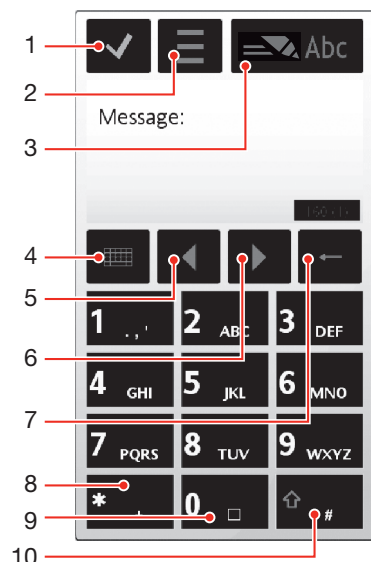 1
2
3
Abc
Message:
4
5
6
7
1 .,'
2 ABC
3 DEF
4 GHI
5 JKL
6 MNO
7 PQRS
8 TUV
9 WXYZ
8
* +
9
0
#
10